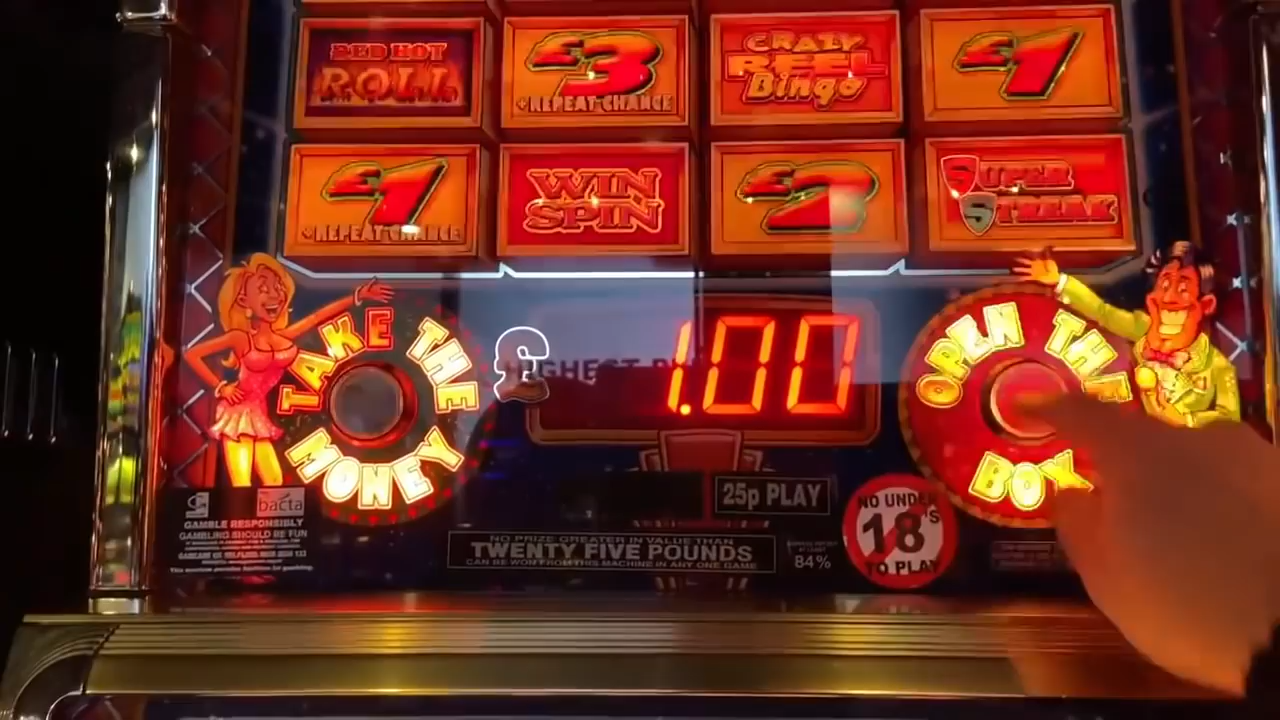 RED HOT
ROLL
£3
+REPEAT CHANCE
CRAZY
REEL
Bingo
£1
£1
+REPEAT CHANCE
WIN
SPIN
£2
SUPER
STREAK
TAKE THE
MONEY
£
HIGHEST
1.00
OPEN THE
BOX
bacta
GAMBLE RESPONSIBLY
GAMBLING SHOULD BE FUN
25p PLAY
NO PRIZE GREATER IN VALUE THAN
TWENTY FIVE POUNDS
CAN BE WON FROM THIS MACHINE IN ANY ONE GAME
84%
NO UNDER
18's
TO PLAY